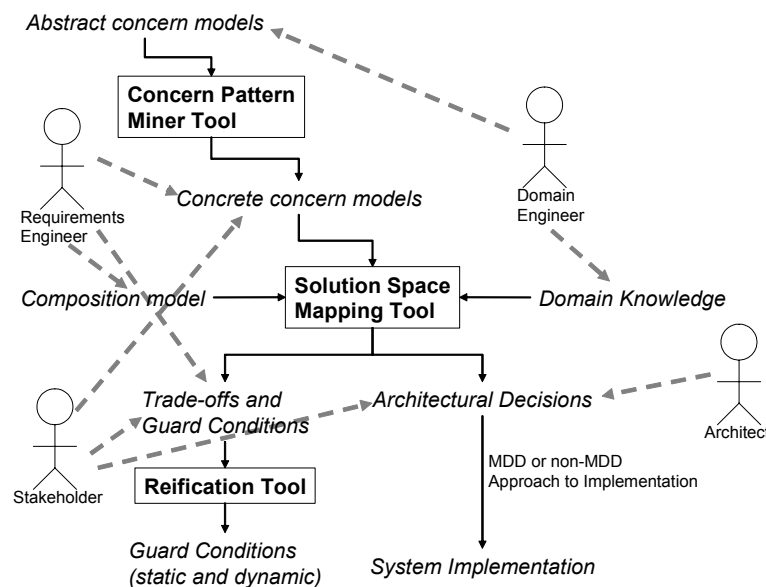 Abstract concern models
Concern Pattern
Miner Tool
Requirements
Engineer
Concrete concern models
Domain
Engineer
Composition model
Solution Space
Mapping Tool
Domain Knowledge
Trade-offs and
Guard Conditions
Architectural Decisions
Architect
Stakeholder
Reification Tool
MDD or non-MDD
Approach to Implementation
Guard Conditions
(static and dynamic)
System Implementation